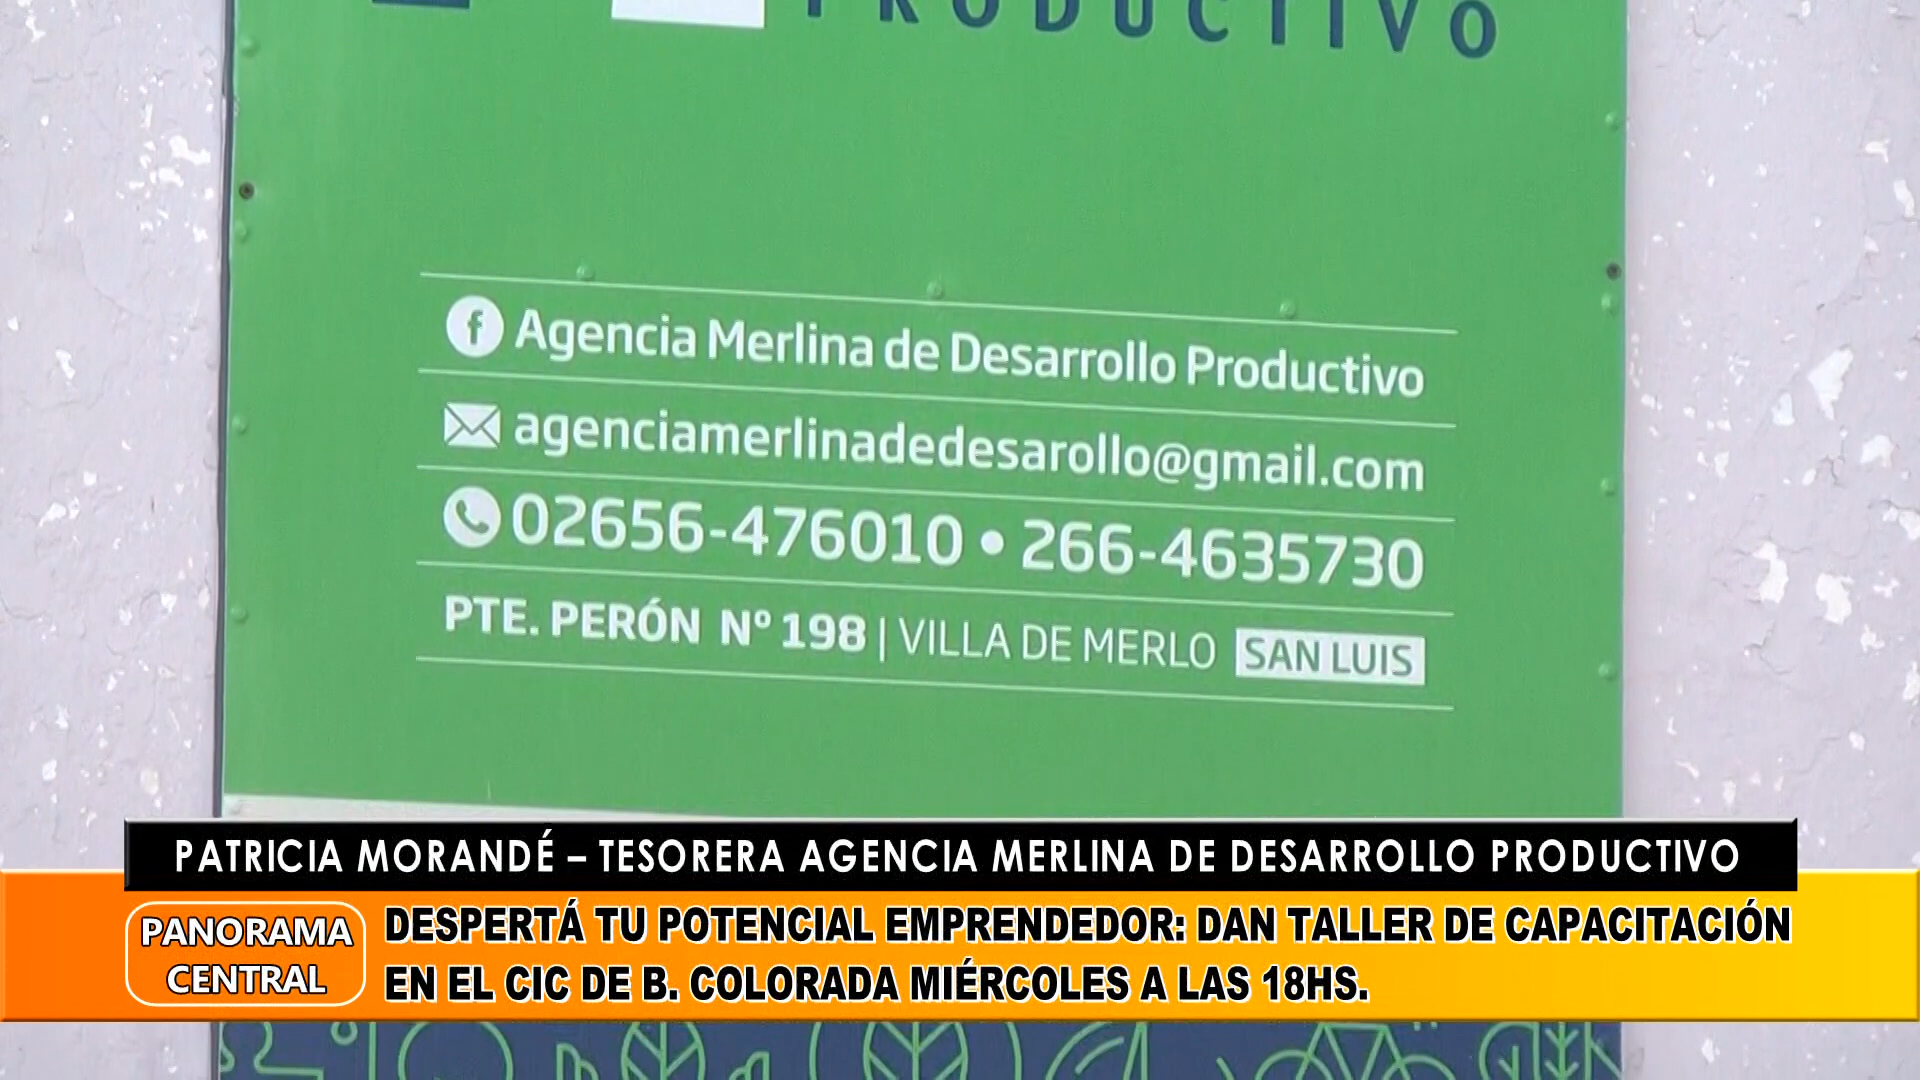 PRODUCTIVO
Agencia Merlina de Desarrollo Productivo
agenciamerlinadedesarollo@gmail.com
02656-476010 • 266-4635730
PTE. PERÓN Nº 198 | VILLA DE MERLO SAN LUIS
PATRICIA MORANDÉ – TESORERA AGENCIA MERLINA DE DESARROLLO PRODUCTIVO
PANORAMA CENTRAL
DESPERTÁ TU POTENCIAL EMPRENDEDOR: DAN TALLER DE CAPACITACIÓN
EN EL CIC DE B. COLORADA MIÉRCOLES A LAS 18HS.